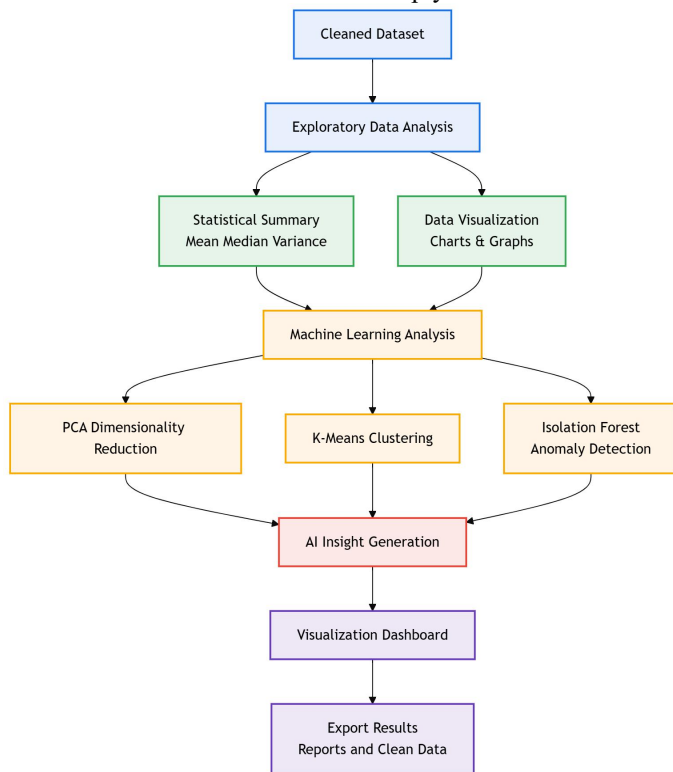 Cleaned Dataset
Exploratory Data Analysis
Statistical Summary
Mean Median Variance
Data Visualization
Charts & Graphs
Machine Learning Analysis
PCA Dimensionality
Reduction
K-Means Clustering
Isolation Forest
Anomaly Detection
AI Insight Generation
Visualization Dashboard
Export Results
Reports and Clean Data